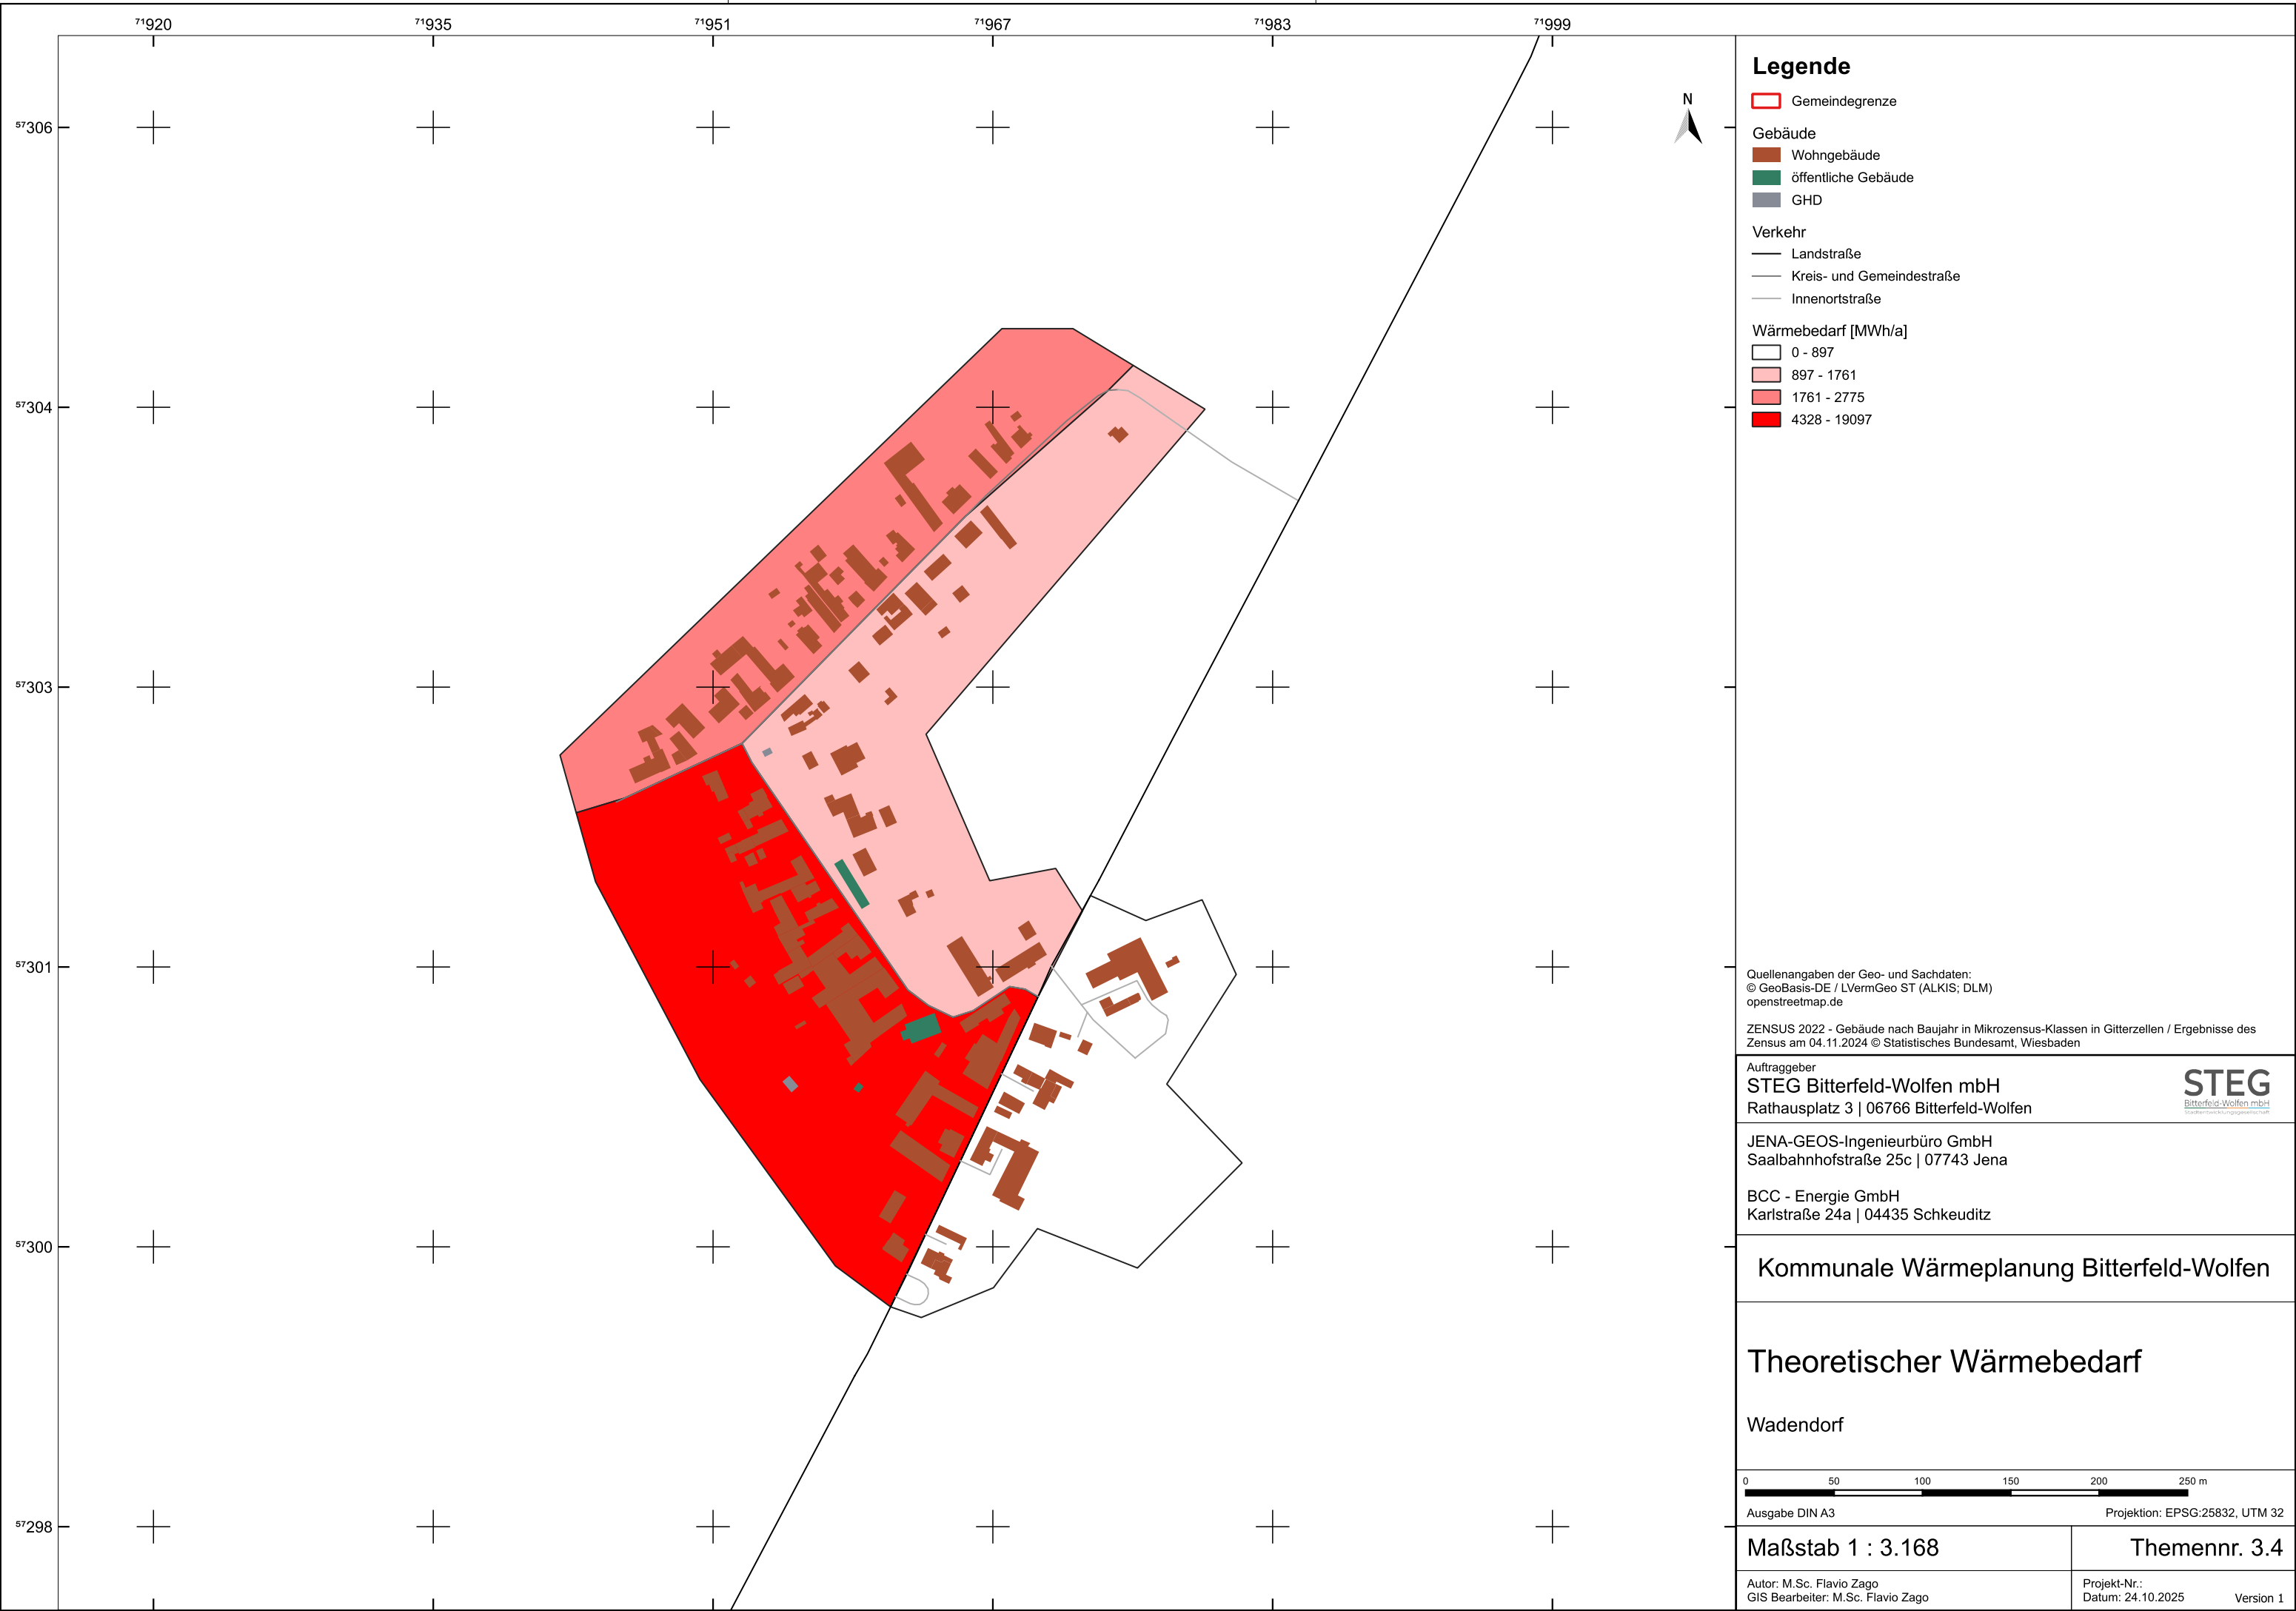 ⁷¹920 ⁷¹935 ⁷¹951 ⁷¹967 ⁷¹983 ⁷¹999
⁵⁷306
⁵⁷304
⁵⁷303
⁵⁷301
⁵⁷300
⁵⁷298
N
Legende
Gemeindegrenze
Gebäude
Wohngebäude
öffentliche Gebäude
GHD
Verkehr
Landstraße
Kreis- und Gemeindestraße
Innenortstraße
Wärmebedarf [MWh/a]
0 - 897
897 - 1761
1761 - 2775
4328 - 19097
Quellenangaben der Geo- und Sachdaten:
© GeoBasis-DE / LVermGeo ST (ALKIS; DLM)
openstreetmap.de
ZENSUS 2022 - Gebäude nach Baujahr in Mikrozensus-Klassen in Gitterzellen / Ergebnisse des
Zensus am 04.11.2024 © Statistisches Bundesamt, Wiesbaden
Auftraggeber
STEG Bitterfeld-Wolfen mbH
Rathausplatz 3 | 06766 Bitterfeld-Wolfen
STEG
Bitterfeld-Wolfen mbH
Stadtentwicklungsgesellschaft
JENA-GEOS-Ingenieurbüro GmbH
Saalbahnhofstraße 25c | 07743 Jena
BCC - Energie GmbH
Karlstraße 24a | 04435 Schkeuditz
Kommunale Wärmeplanung Bitterfeld-Wolfen
Theoretischer Wärmebedarf
Wadendorf
0 50 100 150 200 250 m
Ausgabe DIN A3 Projektion: EPSG:25832, UTM 32
Maßstab 1 : 3.168 Themennr. 3.4
Autor: M.Sc. Flavio Zago Projekt-Nr.:
GIS Bearbeiter: M.Sc. Flavio Zago Datum: 24.10.2025 Version 1